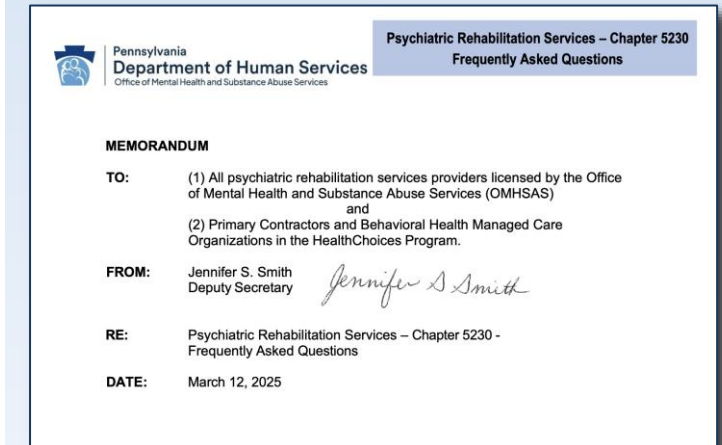 Pennsylvania
Department of Human Services
Office of Mental Health and Substance Abuse Services
Psychiatric Rehabilitation Services – Chapter 5230
Frequently Asked Questions
MEMORANDUM
TO: (1) All psychiatric rehabilitation services providers licensed by the Office
of Mental Health and Substance Abuse Services (OMHSAS)
and
(2) Primary Contractors and Behavioral Health Managed Care
Organizations in the HealthChoices Program.
FROM: Jennifer S. Smith
Deputy Secretary
Jennifer S Smith
RE: Psychiatric Rehabilitation Services – Chapter 5230 -
Frequently Asked Questions
DATE: March 12, 2025